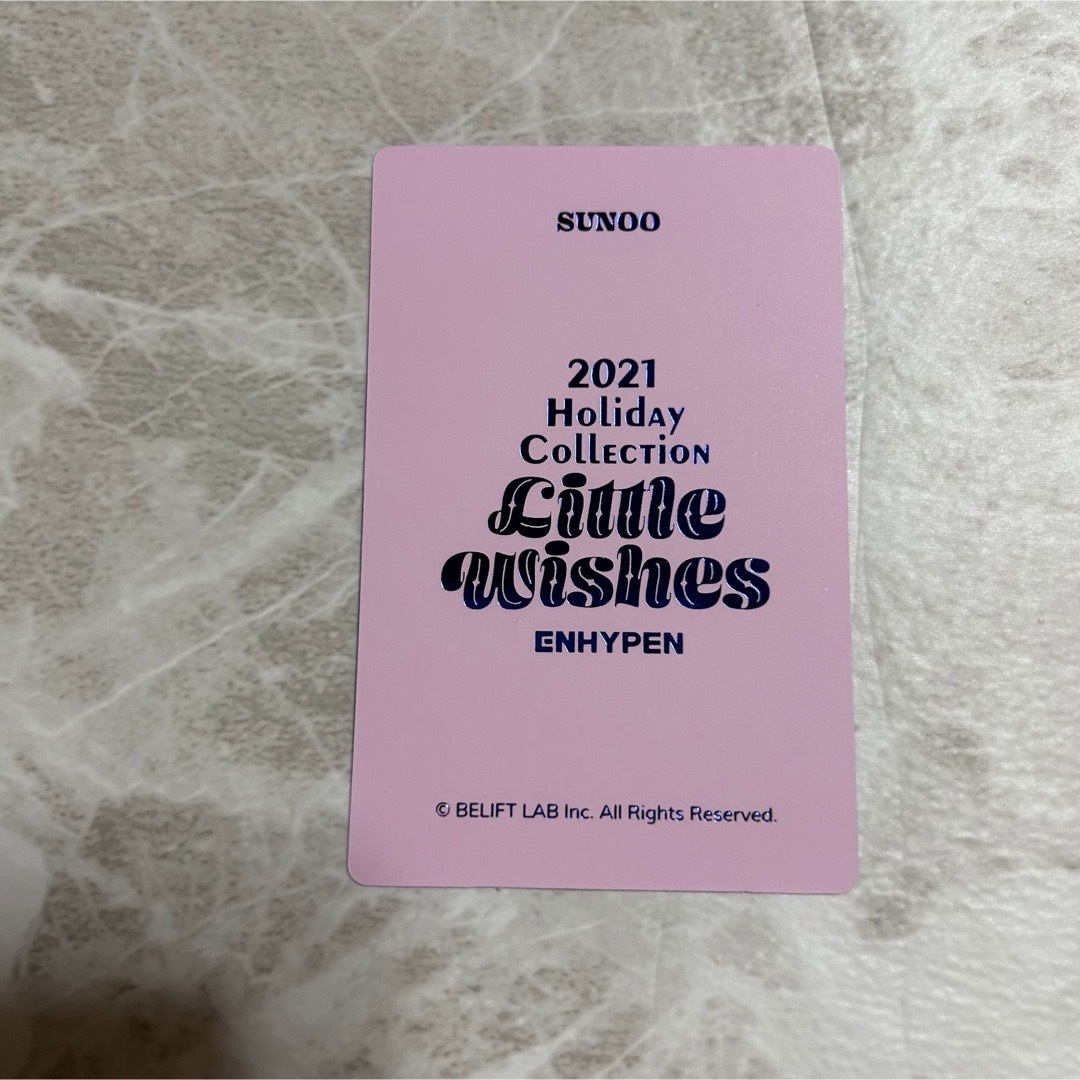 SUNOO
2021
Holiday
Collection
Little
Wishes
ENHYPEN
© BELIFT LAB Inc. All Rights Reserved.